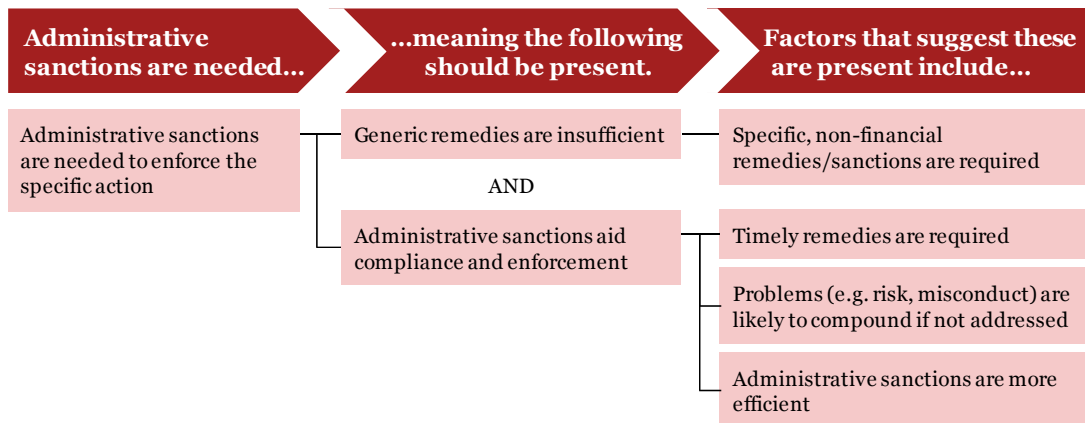 Administrative
sanctions are needed…
…meaning the following
should be present.
Factors that suggest these
are present include…
Administrative sanctions
are needed to enforce the
specific action
Generic remedies are insufficient
AND
Administrative sanctions aid
compliance and enforcement
Specific, non-financial
remedies/sanctions are required
Timely remedies are required
Problems (e.g. risk, misconduct) are
likely to compound if not addressed
Administrative sanctions are more
efficient